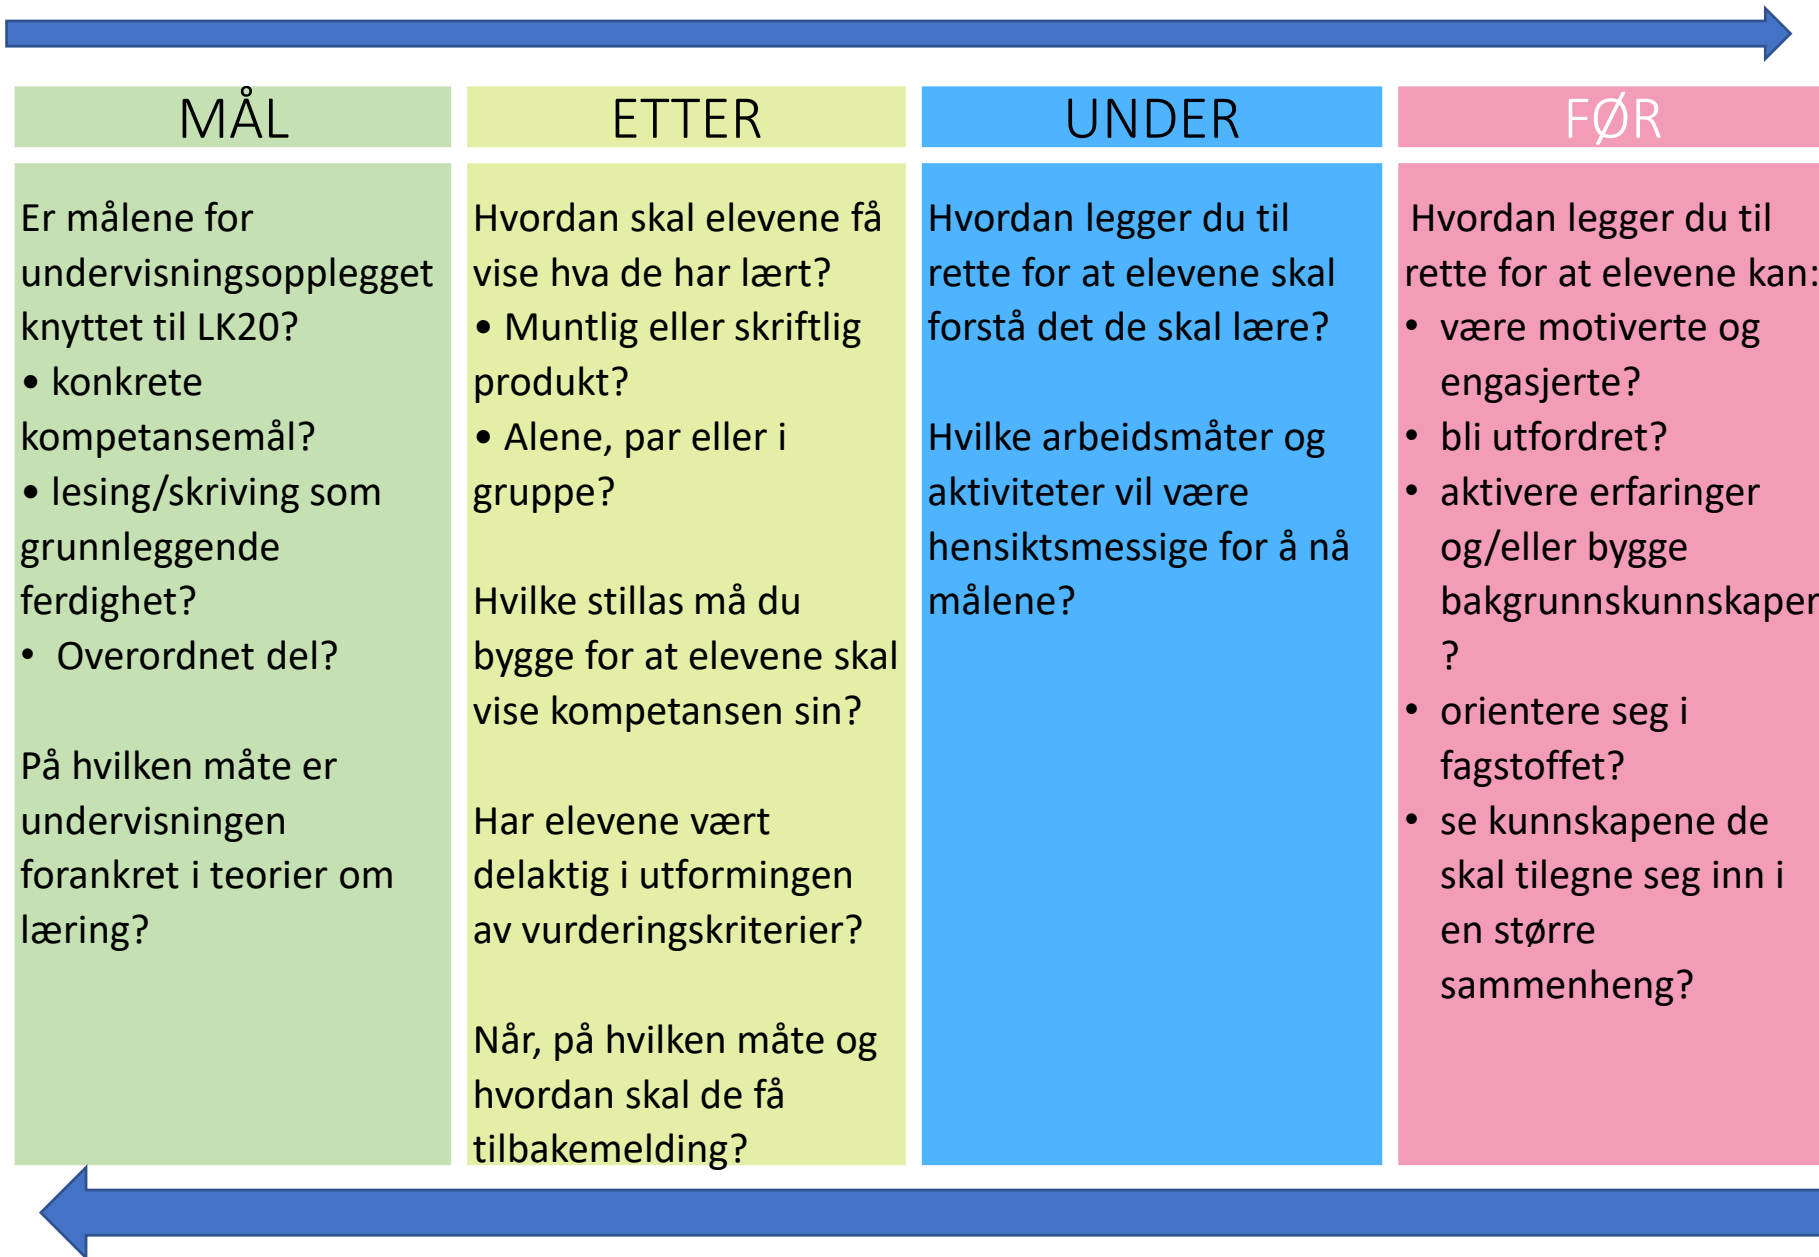 MÅL
Er målene for
undervisningsopplegget
knyttet til LK20?
• konkrete
kompetansemål?
• lesing/skriving som
grunnleggende
ferdighet?
• Overordnet del?
På hvilken måte er
undervisningen
forankret i teorier om
læring?
ETTER
Hvordan skal elevene få
vise hva de har lært?
• Muntlig eller skriftlig
produkt?
• Alene, par eller i
gruppe?
Hvilke stillas må du
bygge for at elevene skal
vise kompetansen sin?
Har elevene vært
delaktig i utformingen
av vurderingskriterier?
Når, på hvilken måte og
hvordan skal de få
tilbakemelding?
UNDER
Hvordan legger du til
rette for at elevene skal
forstå det de skal lære?
Hvilke arbeidsmåter og
aktiviteter vil være
hensiktsmessige for å nå
målene?
FØR
Hvordan legger du til
rette for at elevene kan:
• være motiverte og
engasjerte?
• bli utfordret?
• aktivere erfaringer
og/eller bygge
bakgrunnskunnskaper
?
• orientere seg i
fagstoffet?
• se kunnskapene de
skal tilegne seg inn i
en større
sammenheng?